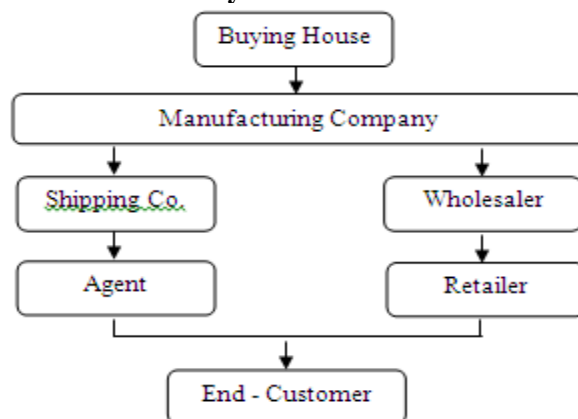 Buying House
Manufacturing Company
Shipping Co.
Wholesaler
Agent
Retailer
End - Customer